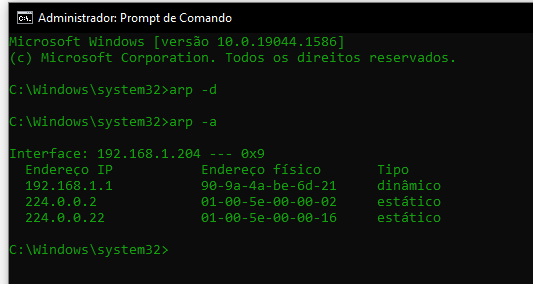 Administrador: Prompt de Comando
Microsoft Windows [versão 10.0.19044.1586]
(c) Microsoft Corporation. Todos os direitos reservados.
C:\Windows\system32>arp -d
C:\Windows\system32>arp -a
Interface: 192.168.1.204 --- 0x9
Endereço IP Endereço físico Tipo
192.168.1.1 90-9a-4a-be-6d-21 dinâmico
224.0.0.2 01-00-5e-00-00-02 estático
224.0.0.22 01-00-5e-00-00-16 estático
C:\Windows\system32>